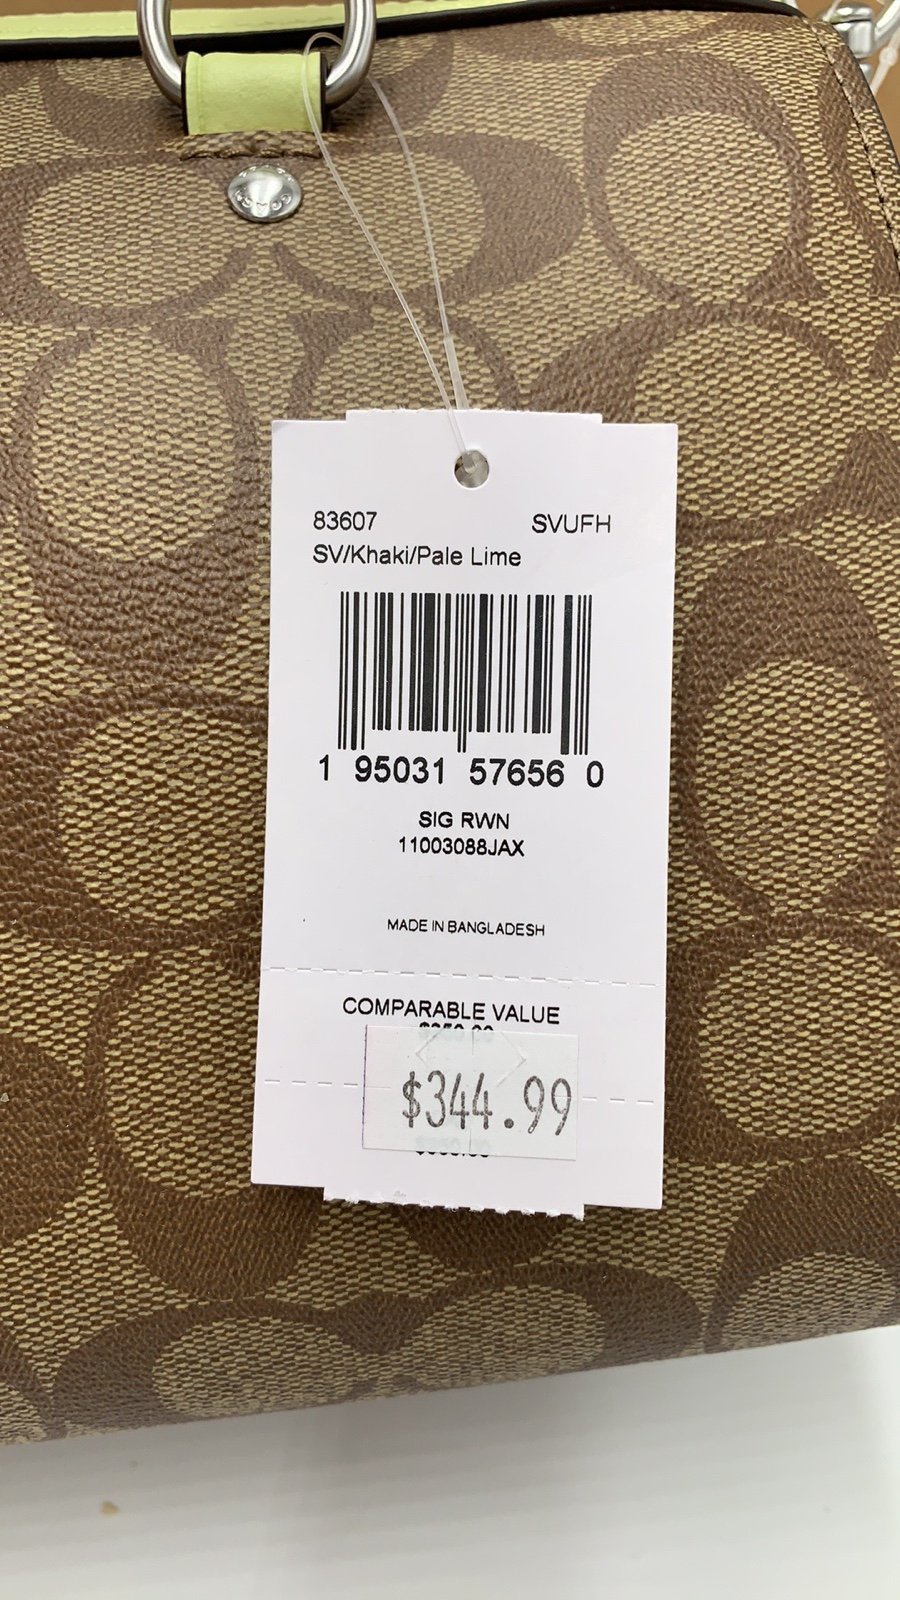 83607 SVUFH
SV/Khaki/Pale Lime
1 95031 57656 0
SIG RWN
11003088JAX
MADE IN BANGLADESH
COMPARABLE VALUE
$344.99